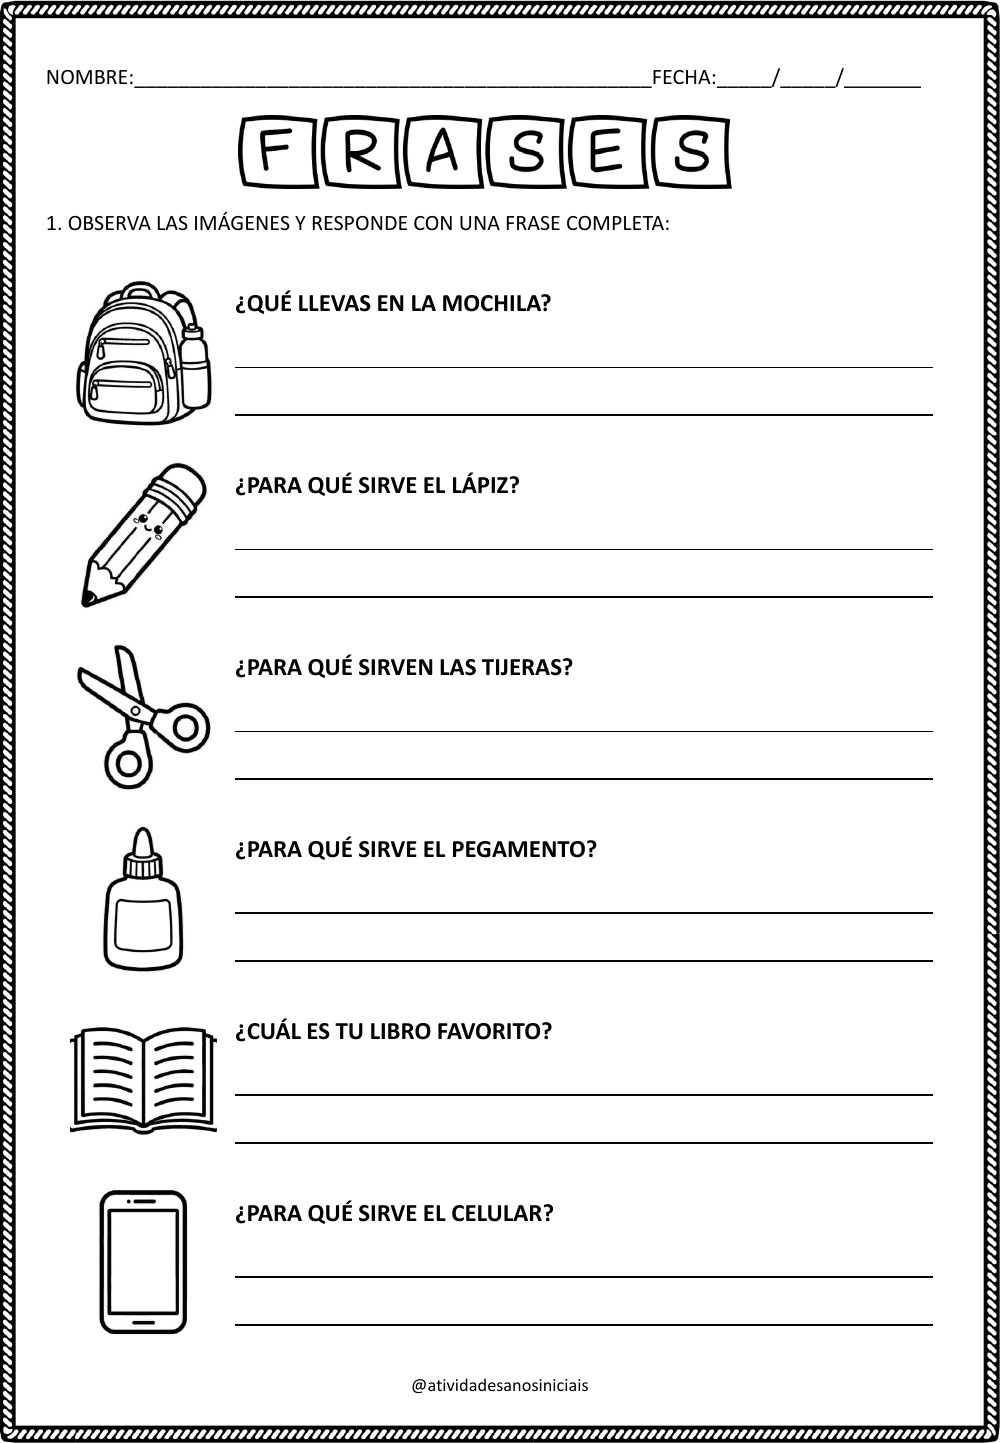 NOMBRE:_______________________________________________FECHA:_____/_____/_______
FRASES
1. OBSERVA LAS IMÁGENES Y RESPONDE CON UNA FRASE COMPLETA:
¿QUÉ LLEVAS EN LA MOCHILA?
¿PARA QUÉ SIRVE EL LÁPIZ?
¿PARA QUÉ SIRVEN LAS TIJERAS?
¿PARA QUÉ SIRVE EL PEGAMENTO?
¿CUÁL ES TU LIBRO FAVORITO?
¿PARA QUÉ SIRVE EL CELULAR?
@atividadesanosiniciais